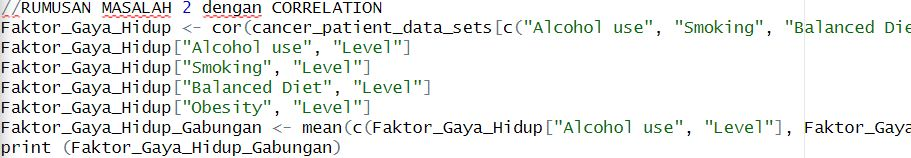 //RUMUSAN MASALAH 2 dengan CORRELATION
Faktor_Gaya_Hidup <- cor(cancer_patient_data_sets[c("Alcohol use", "Smoking", "Balanced Die
Faktor_Gaya_Hidup["Alcohol use", "Level"]
Faktor_Gaya_Hidup["Smoking", "Level"]
Faktor_Gaya_Hidup["Balanced Diet", "Level"]
Faktor_Gaya_Hidup["Obesity", "Level"]
Faktor_Gaya_Hidup_Gabungan <- mean(c(Faktor_Gaya_Hidup["Alcohol use", "Level"], Faktor_Gaya
print (Faktor_Gaya_Hidup_Gabungan)